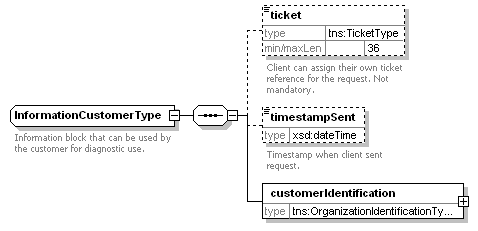 ticket
type tns:TicketType
min/maxLen 36
Client can assign their own ticket
reference for the request. Not
mandatory.
InformationCustomerType
Information block that can be used by
the customer for diagnostic use.
timestampSent
type xsd:dateTime
Timestamp when client sent
request.
customerIdentification
type tns:OrganizationIdentificationTy...